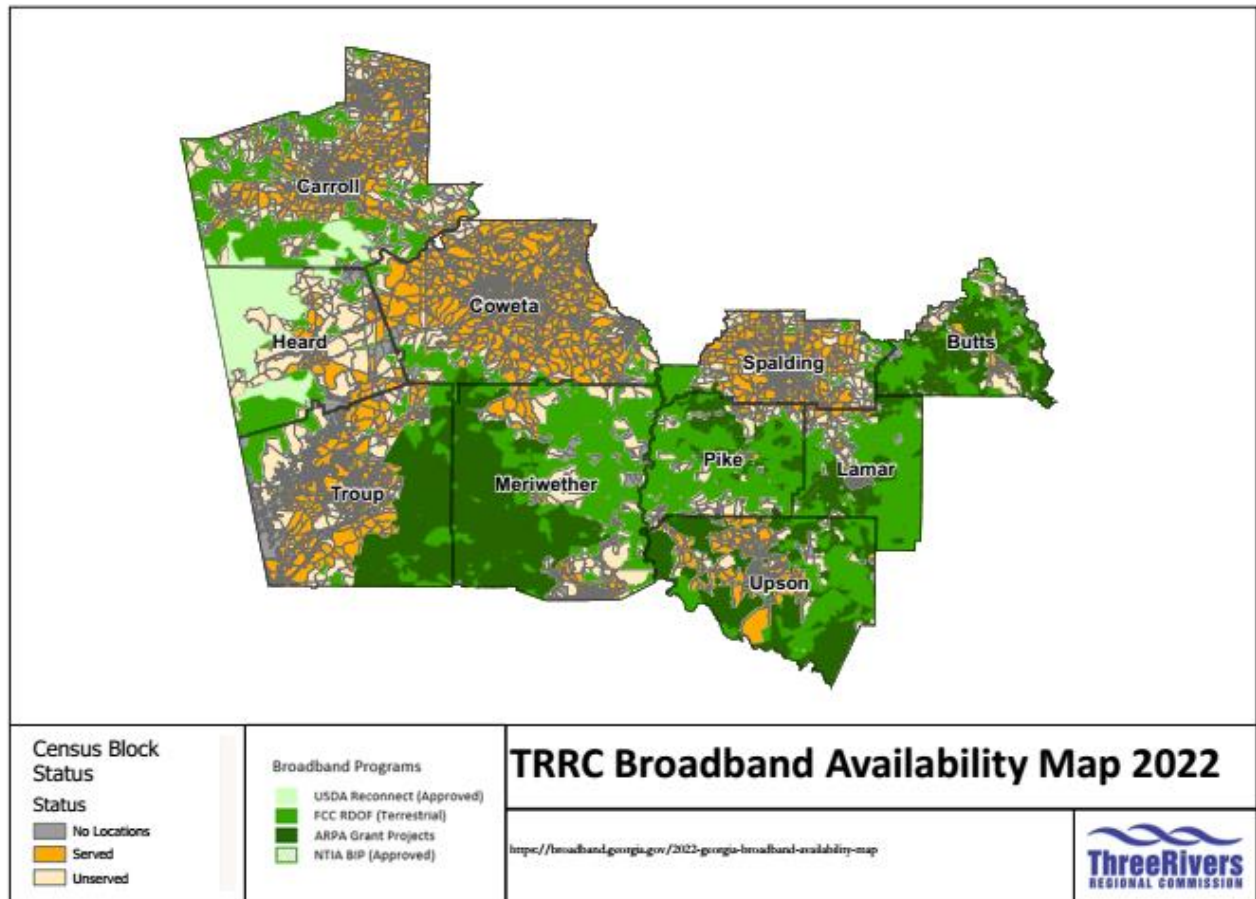 Carroll
Coweta
Heard
Butts
Spalding
Pike
Lamar
Troup
Meriwether
Upson
Census Block
Status
Status
No Locations
Served
Unserved
Broadband Programs
USDA Reconnect (Approved)
FCC RDOF (Terrestrial)
ARPA Grant Projects
NTIA BIP (Approved)
TRRC Broadband Availability Map 2022
https://broadband.georgia.gov/2022-georgia-broadband-availability-map
ThreeRivers
REGIONAL COMMISSION